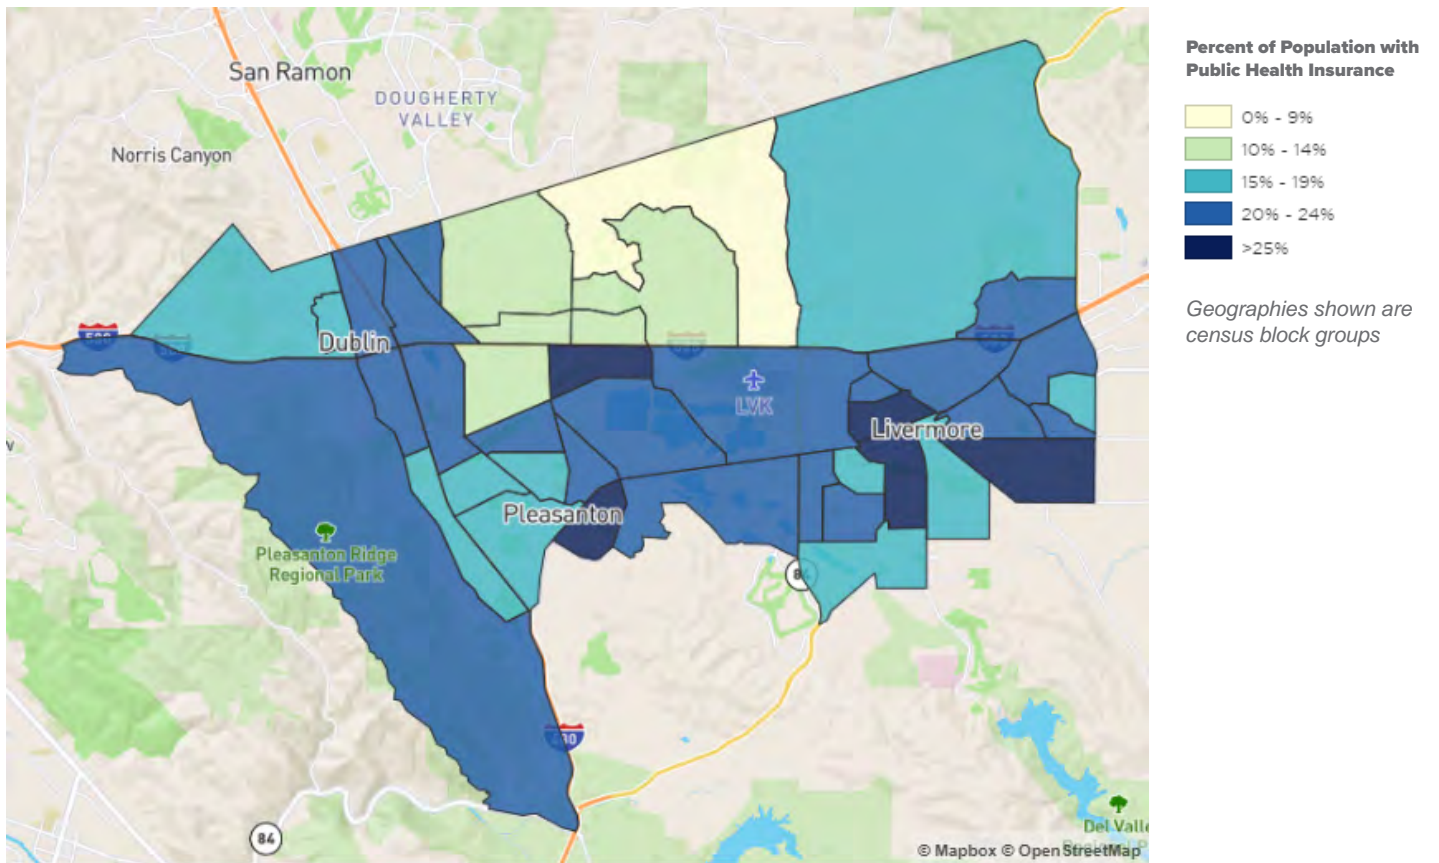 San Ramon
DOUGHERTY
VALLEY
Norris Canyon
Dublin
LVK
Livermore
Pleasanton
Pleasanton Ridge
Regional Park
84
Del Valle
© Mapbox © OpenStreetMap
Percent of Population with
Public Health Insurance
0% - 9%
10% - 14%
15% - 19%
20% - 24%
>25%
Geographies shown are
census block groups